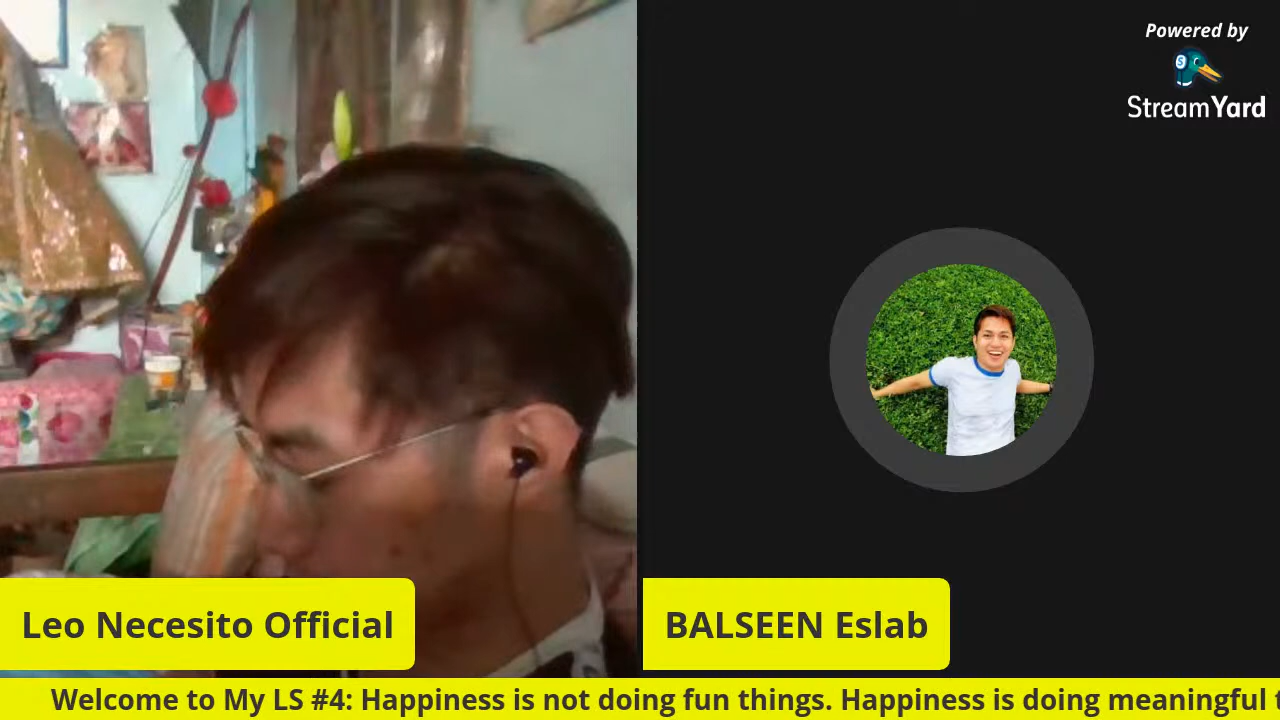 Powered by
StreamYard
Leo Necesito Official
BALSEEN Eslab
Welcome to My LS #4: Happiness is not doing fun things. Happiness is doing meaningful